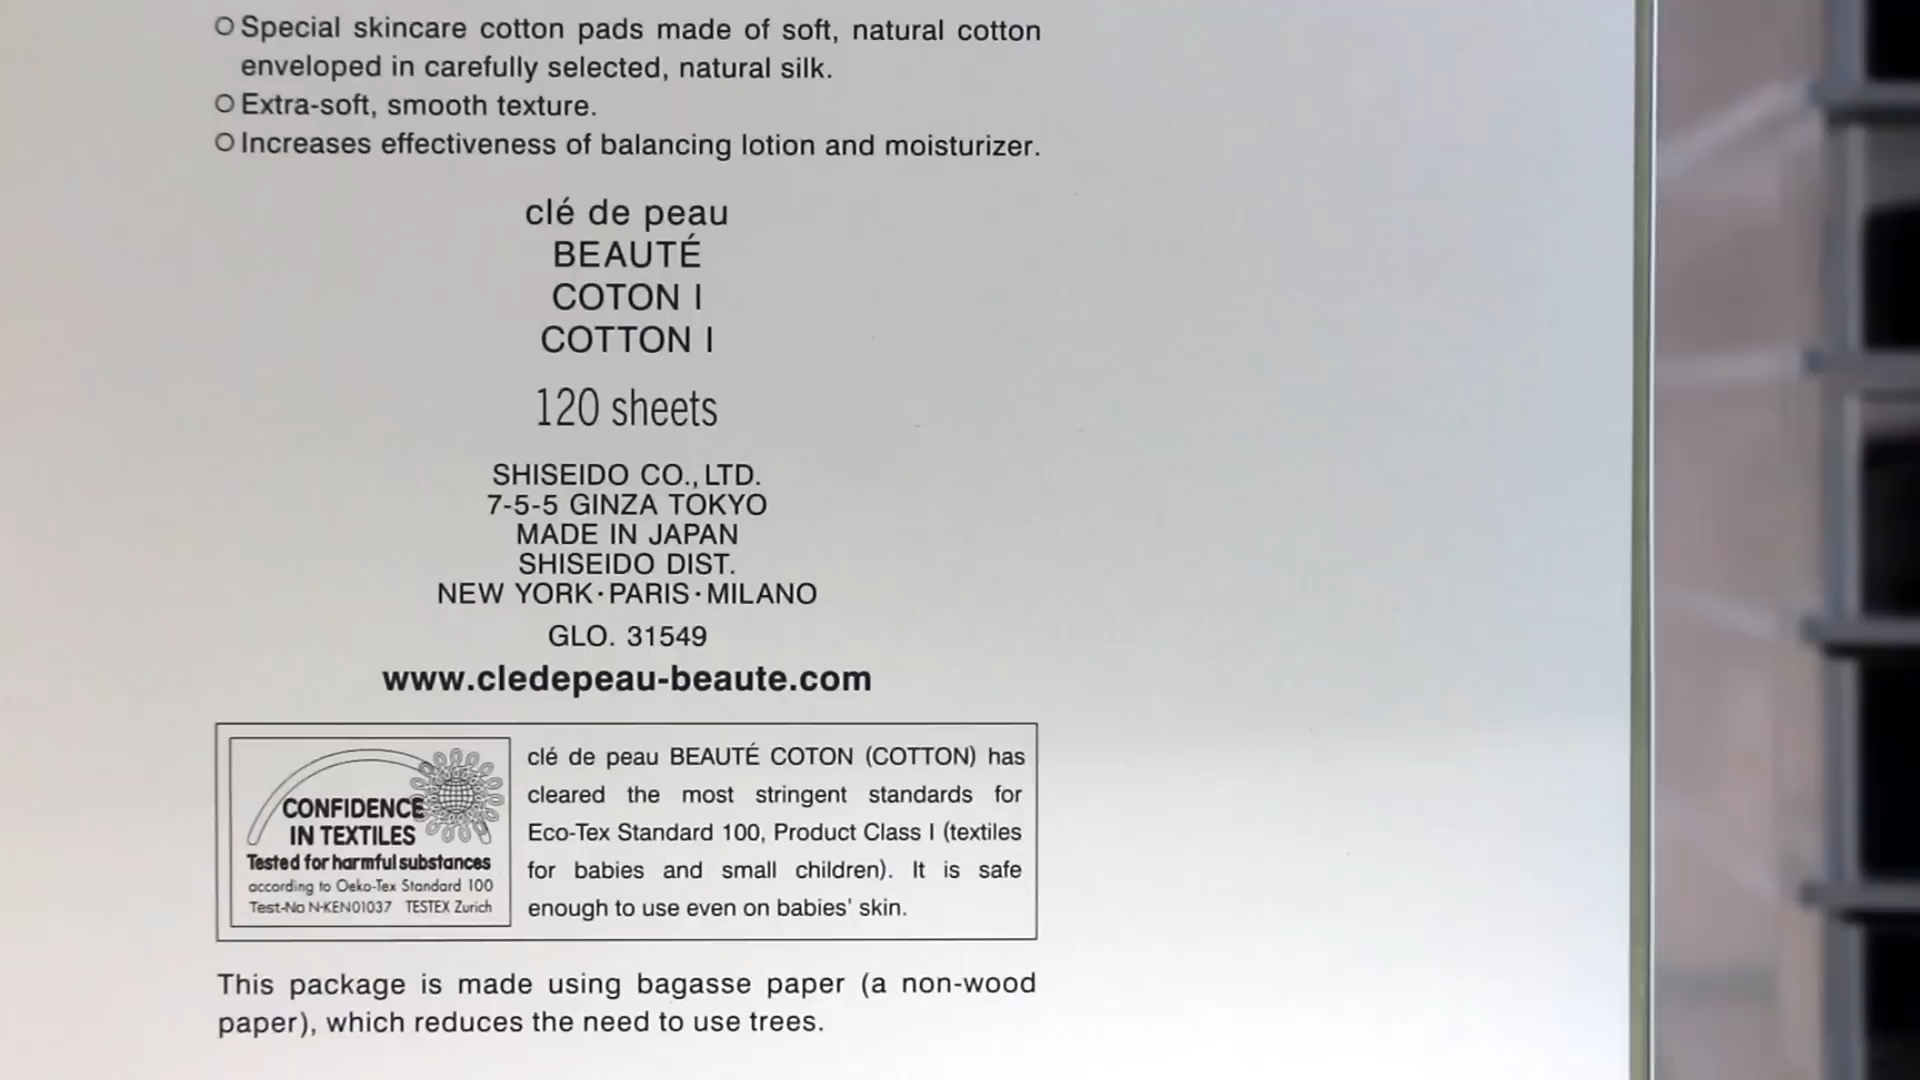 ○ Special skincare cotton pads made of soft, natural cotton
enveloped in carefully selected, natural silk.
○ Extra-soft, smooth texture.
○ Increases effectiveness of balancing lotion and moisturizer.
clé de peau
BEAUTÉ
COTON I
COTTON I
120 sheets
SHISEIDO CO., LTD.
7-5-5 GINZA TOKYO
MADE IN JAPAN
SHISEIDO DIST.
NEW YORK · PARIS · MILANO
GLO. 31549
www.cledepeau-beaute.com
CONFIDENCE
IN TEXTILES
Tested for harmful substances
according to Oeko-Tex Standard 100
Test-No N-KEN01037 TESTEX Zurich
clé de peau BEAUTÉ COTON (COTTON) has
cleared the most stringent standards for
Eco-Tex Standard 100, Product Class I (textiles
for babies and small children). It is safe
enough to use even on babies' skin.
This package is made using bagasse paper (a non-wood
paper), which reduces the need to use trees.